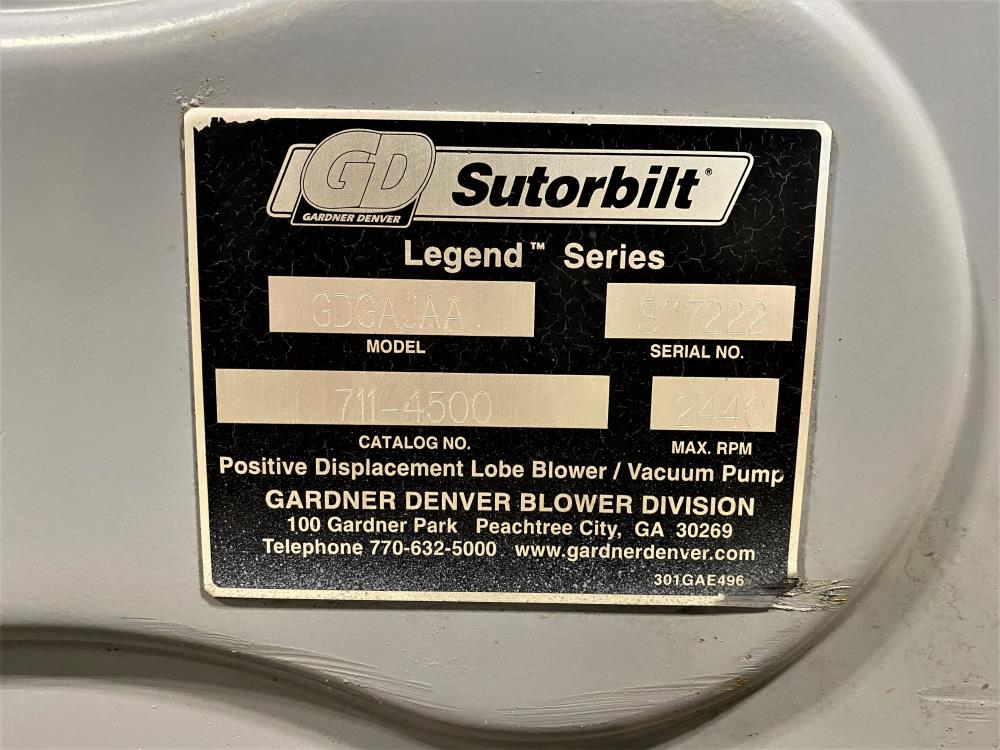 GD
GARDNER DENVER
Sutorbilt®
Legend™ Series
GDGAJAA
MODEL
S117222
SERIAL NO.
711-4500
CATALOG NO.
2440
MAX. RPM
Positive Displacement Lobe Blower / Vacuum Pump
GARDNER DENVER BLOWER DIVISION
100 Gardner Park Peachtree City, GA 30269
Telephone 770-632-5000 www.gardnerdenver.com
301GAE496